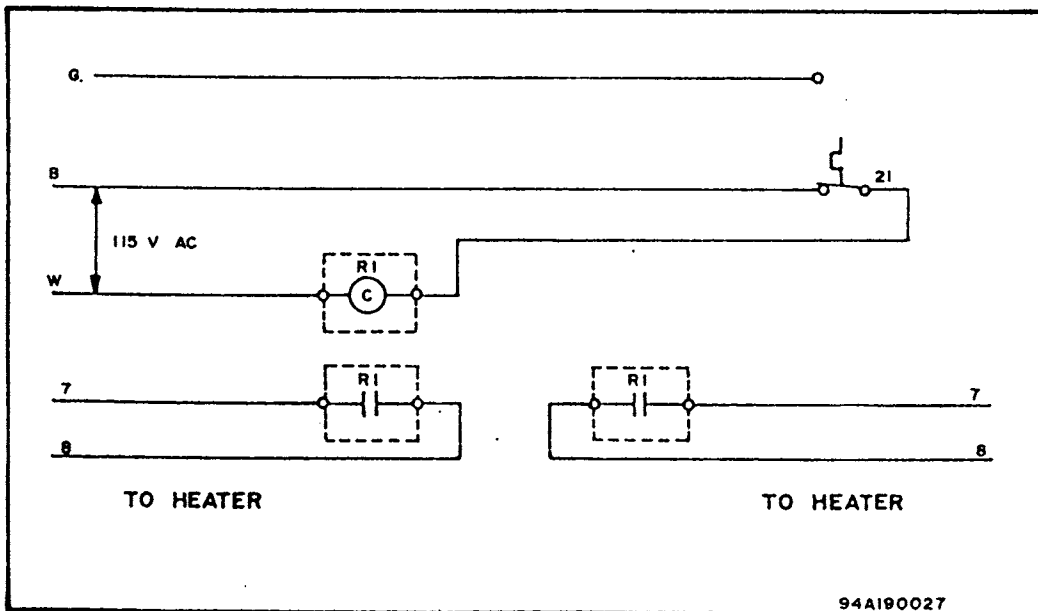 G.
B
21
115 V AC
W
R1
C
7
R1
R1
7
8
8
TO HEATER
TO HEATER
94A190027